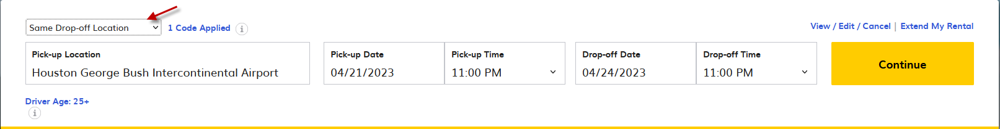 Same Drop-off Location
1 Code Applied
View / Edit / Cancel | Extend My Rental
Pick-up Location
Houston George Bush Intercontinental Airport
Pick-up Date
04/21/2023
Pick-up Time
11:00 PM
Drop-off Date
04/24/2023
Drop-off Time
11:00 PM
Continue
Driver Age: 25+